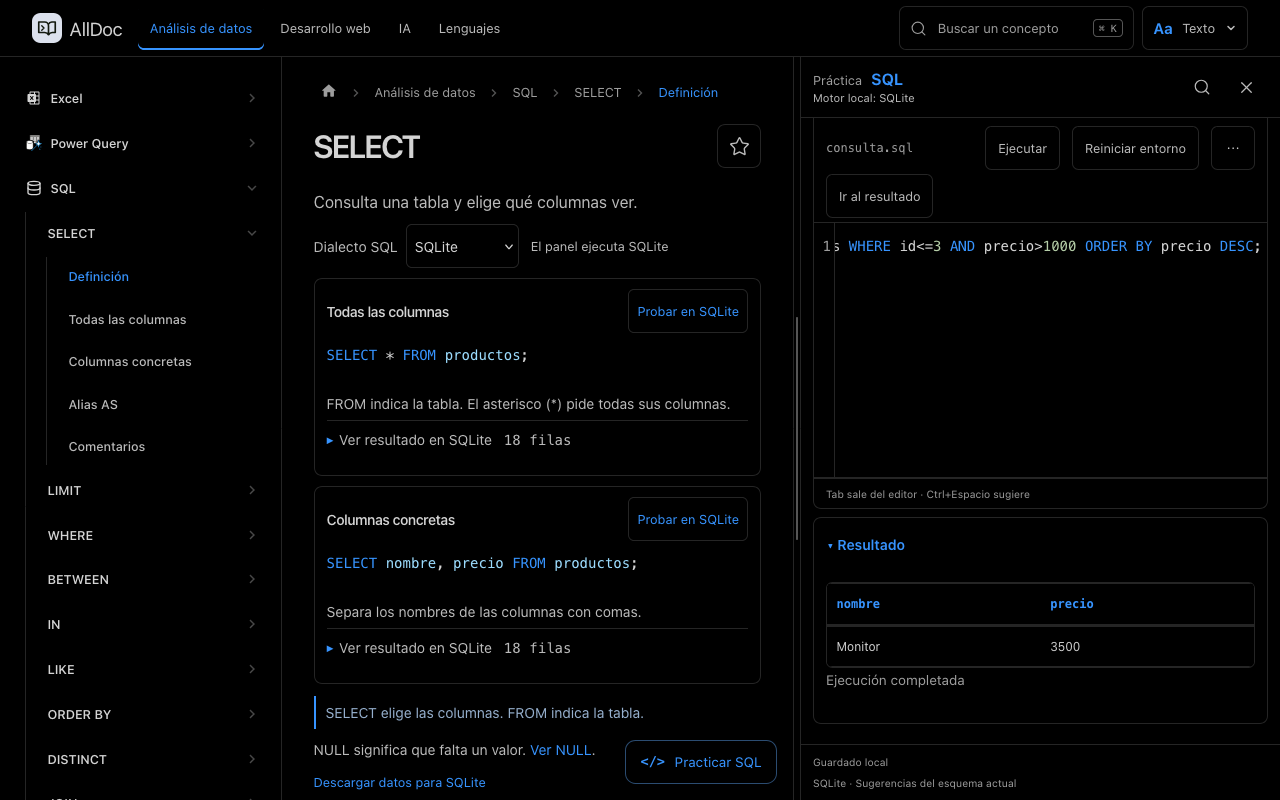 AllDoc
Análisis de datos
Desarrollo web
IA
Lenguajes
Buscar un concepto
⌘ K
Aa Texto
Excel
Power Query
SQL
SELECT
Definición
Todas las columnas
Columnas concretas
Alias AS
Comentarios
LIMIT
WHERE
BETWEEN
IN
LIKE
ORDER BY
DISTINCT
Análisis de datos
SQL
SELECT
Definición
SELECT
Consulta una tabla y elige qué columnas ver.
Dialecto SQL SQLite El panel ejecuta SQLite
Todas las columnas
Probar en SQLite
SELECT * FROM productos;
FROM indica la tabla. El asterisco (*) pide todas sus columnas.
▸ Ver resultado en SQLite 18 filas
Columnas concretas
Probar en SQLite
SELECT nombre, precio FROM productos;
Separa los nombres de las columnas con comas.
▸ Ver resultado en SQLite 18 filas
SELECT elige las columnas. FROM indica la tabla.
NULL significa que falta un valor. Ver NULL.
Descargar datos para SQLite
</> Practicar SQL
Práctica SQL
Motor local: SQLite
consulta.sql
Ejecutar
Reiniciar entorno
···
Ir al resultado
1 s WHERE id<=3 AND precio>1000 ORDER BY precio DESC;
Tab sale del editor · Ctrl+Espacio sugiere
▾ Resultado
nombre precio
Monitor 3500
Ejecución completada
Guardado local
SQLite · Sugerencias del esquema actual